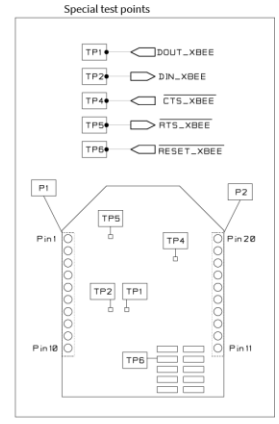 Special test points
TP1 DOUT_XBEE
TP2 DIN_XBEE
TP4 CTS_XBEE
TP5 RTS_XBEE
TP6 RESET_XBEE
P1 P2
TP5
Pin1 TP4 Pin20
TP2 TP1
Pin10 Pin11
TP6